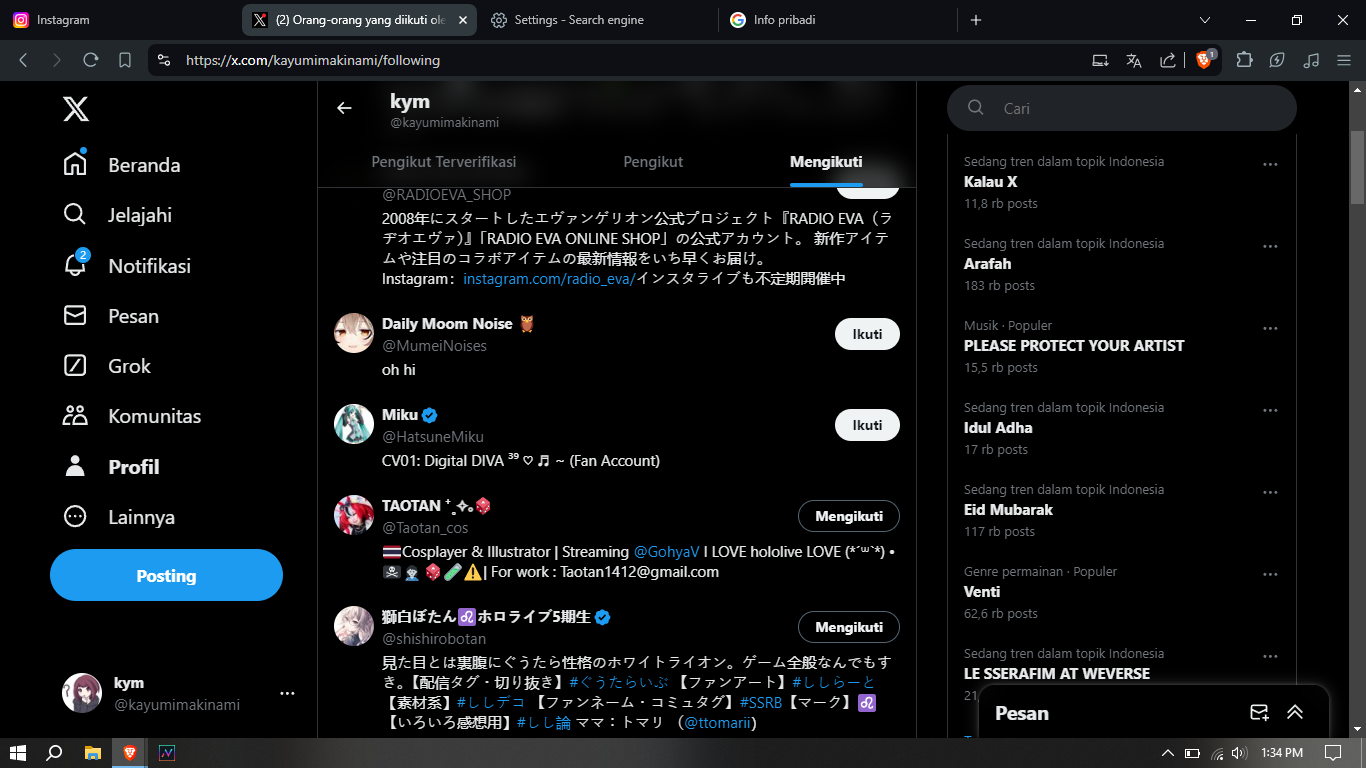 Instagram
(2) Orang-orang yang diikuti ole
Settings - Search engine
Info pribadi
https://x.com/kayumimakinami/following
1
Beranda
Jelajahi
2
Notifikasi
Pesan
Grok
Komunitas
Profil
Lainnya
Posting
kym
@kayumimakinami
kym
@kayumimakinami
Pengikut Terverifikasi
Pengikut
Mengikuti
@RADIOEVA_SHOP
2008年にスタートしたエヴァンゲリオン公式プロジェクト『RADIO EVA（ラ
ヂオエヴァ)』「RADIO EVA ONLINE SHOP」の公式アカウント。 新作アイテ
ムや注目のコラボアイテムの最新情報をいち早くお届け。
Instagram：instagram.com/radio_eva/インスタライブも不定期開催中
Daily Moom Noise 🦉
@MumeiNoises
Ikuti
oh hi
Miku
@HatsuneMiku
Ikuti
CV01: Digital DIVA ³⁹ ♡ ♬ ~ (Fan Account)
TAOTAN ⁺˳✧｡🎲
@Taotan_cos
Mengikuti
🇹🇭Cosplayer & Illustrator | Streaming @GohyaV I LOVE hololive LOVE (*´꒳`*) •
| For work : Taotan1412@gmail.com
獅白ぼたん♌ホロライブ5期生
@shishirobotan
Mengikuti
見た目とは裏腹にぐうたら性格のホワイトライオン。ゲーム全般なんでもす
き。【配信タグ・切り抜き】#ぐうたらいぶ 【ファンアート】#ししらーと
【素材系】#ししデコ 【ファンネーム・コミュタグ】#SSRB【マーク】♌
【いろいろ感想用】#しし論 ママ：トマリ （@ttomarii)
Cari
Sedang tren dalam topik Indonesia
Kalau X
11,8 rb posts
Sedang tren dalam topik Indonesia
Arafah
183 rb posts
Musik · Populer
PLEASE PROTECT YOUR ARTIST
15,5 rb posts
Sedang tren dalam topik Indonesia
Idul Adha
17 rb posts
Sedang tren dalam topik Indonesia
Eid Mubarak
117 rb posts
Genre permainan · Populer
Venti
62,6 rb posts
Sedang tren dalam topik Indonesia
LE SSERAFIM AT WEVERSE
Pesan
1:34 PM